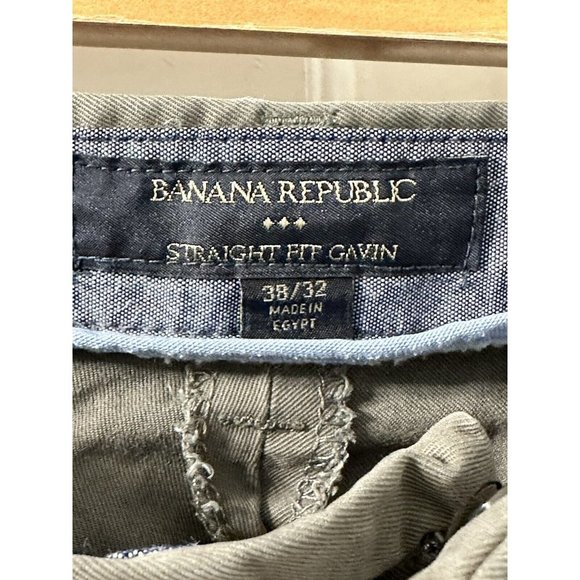 BANANA REPUBLIC
STRAIGHT FIT GAVIN
38/32
MADE IN
EGYPT